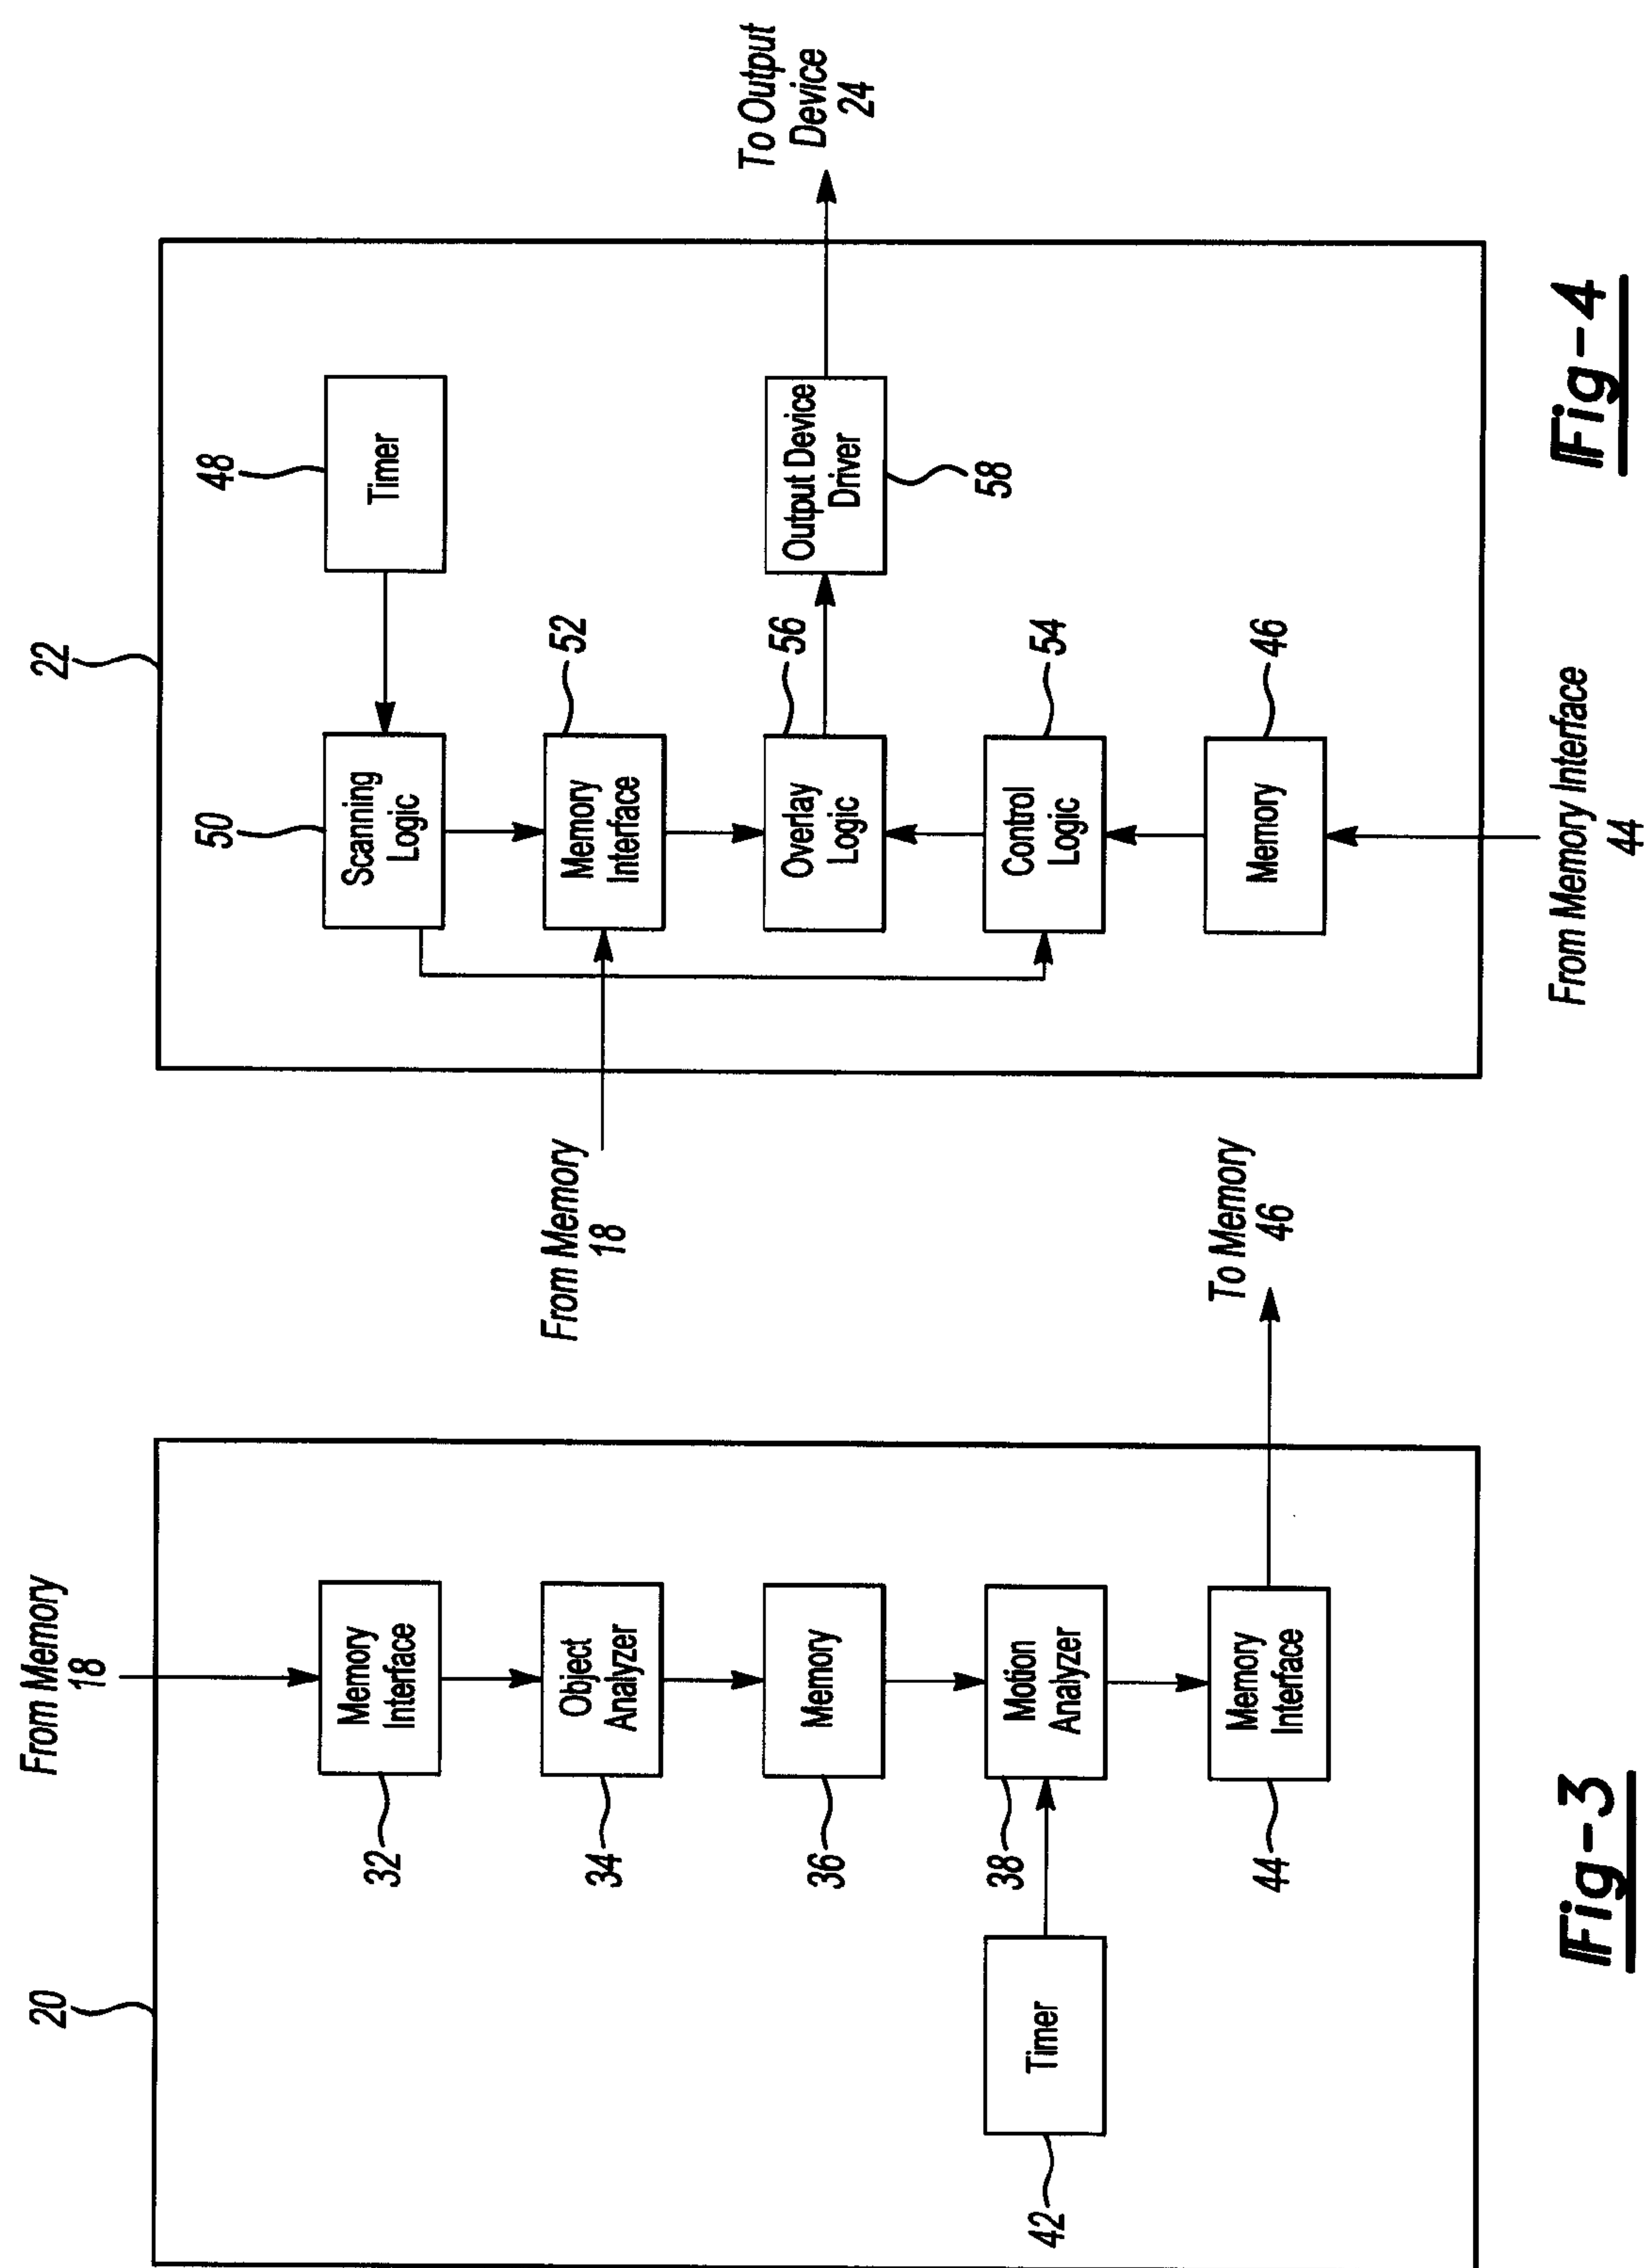 From Memory
18
20
32
Memory
Interface
34
Object
Analyzer
36
Memory
38
Motion
Analyzer
42
Timer
44
Memory
Interface
To Memory
46
Fig-3
22
48
Timer
50
Scanning
Logic
52
Memory
Interface
From Memory
18
56
Overlay
Logic
Output Device
Driver
58
To Output
Device
24
54
Control
Logic
46
Memory
From Memory Interface
44
Fig-4